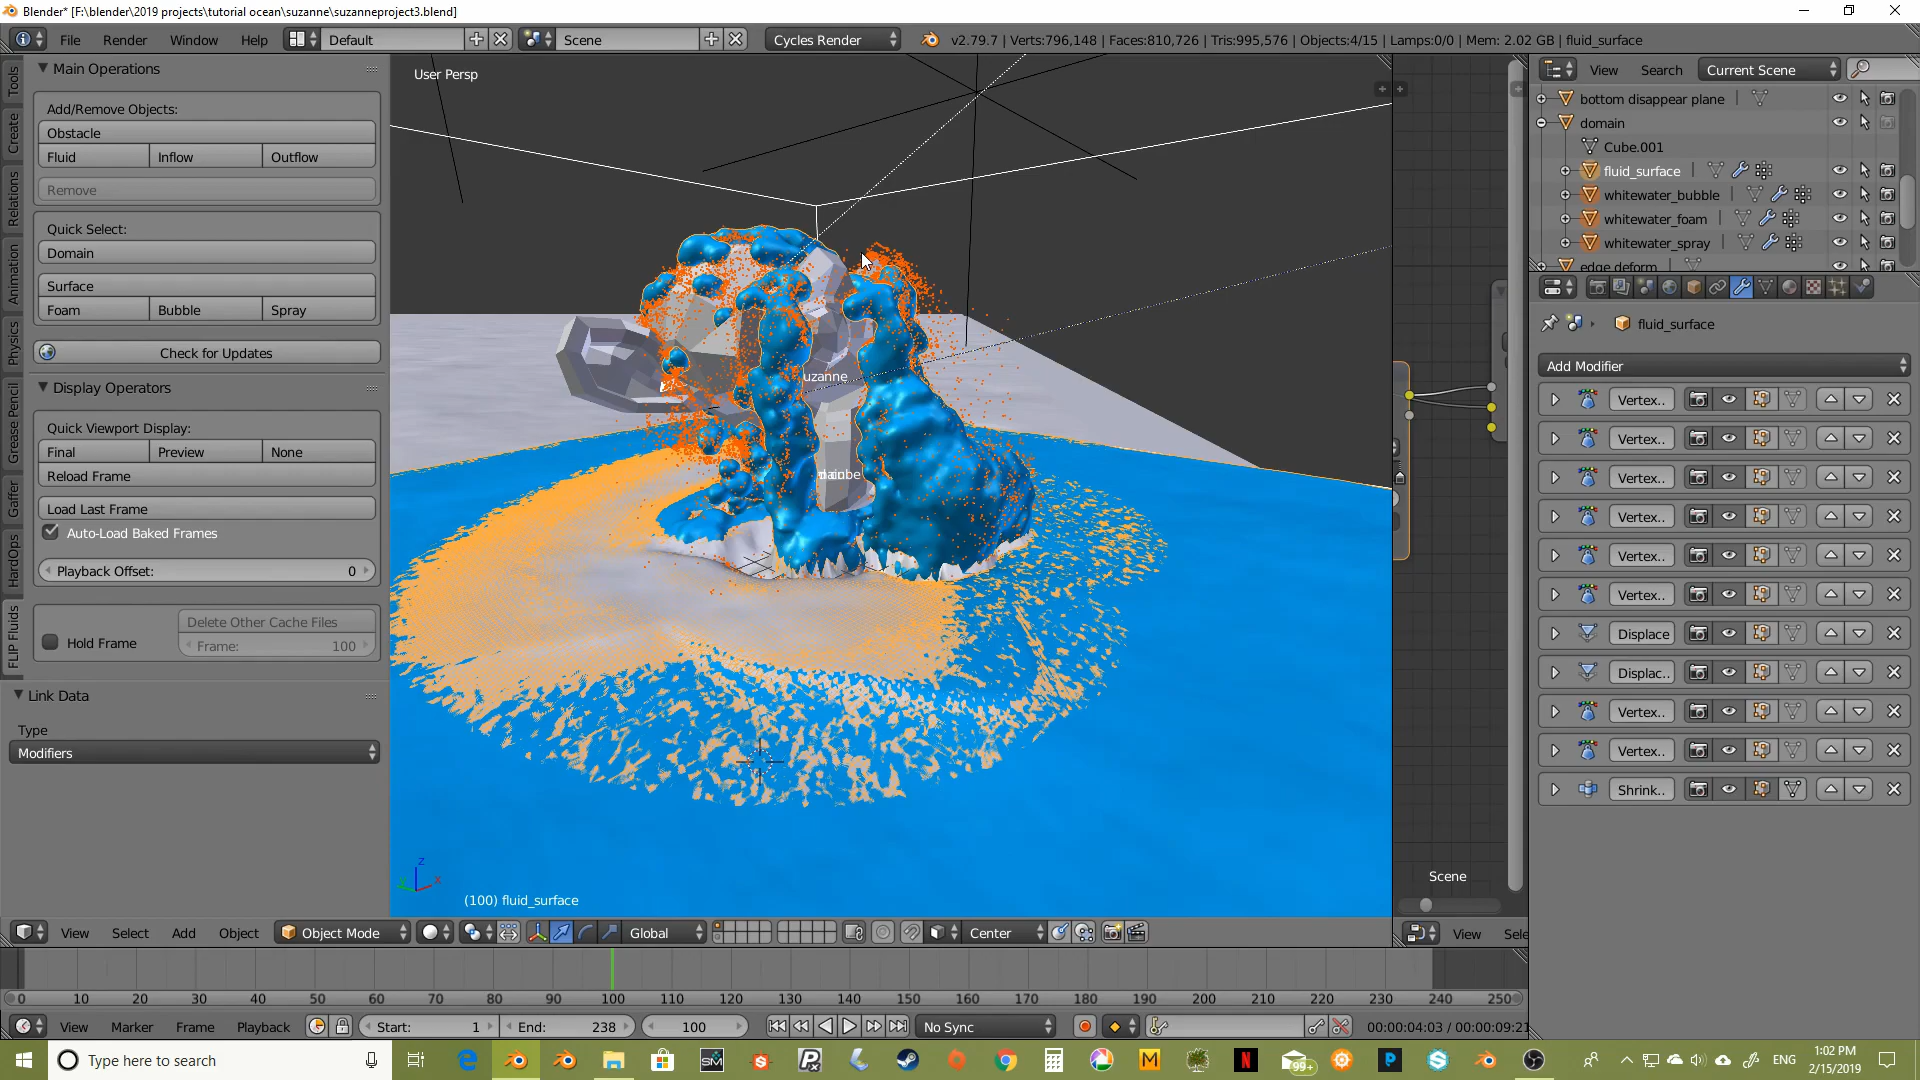 Blender* [F:\blender\2019 projects\tutorial ocean\suzanne\suzanneproject3.blend]
File Render Window Help Default Scene Cycles Render v2.79.7 | Verts:796,148 | Faces:810,726 | Tris:995,576 | Objects:4/15 | Lamps:0/0 | Mem: 2.02 GB | fluid_surface
Tools
Create
Relations
Animation
Physics
Grease Pencil
Gaffer
HardOps
FLIP Fluids
Main Operations
Add/Remove Objects:
Obstacle
Fluid Inflow Outflow
Remove
Quick Select:
Domain
Surface
Foam Bubble Spray
Check for Updates
Display Operators
Quick Viewport Display:
Final Preview None
Reload Frame
Load Last Frame
Auto-Load Baked Frames
Playback Offset: 0
Delete Other Cache Files
Hold Frame
Frame: 100
Link Data
Type
Modifiers
User Persp
uzanne
(100) fluid_surface
z
x
View Select Add Object Object Mode Global Center
Scene
View Sele
View Search Current Scene
bottom disappear plane
domain
Cube.001
fluid_surface
whitewater_bubble
whitewater_foam
whitewater_spray
edge deform
fluid_surface
Add Modifier
Vertex..
Vertex..
Vertex..
Vertex..
Vertex..
Vertex..
Displace
Displac..
Vertex..
Vertex..
Shrink..
0 10 20 30 40 50 60 70 80 90 100 110 120 130 140 150 160 170 180 190 200 210 220 230 240 250
View Marker Frame Playback Start: 1 End: 238 100 No Sync 00:00:04:03 / 00:00:09:21
Type here to search
SM
M
N
99+
P
S
ENG
1:02 PM
2/15/2019